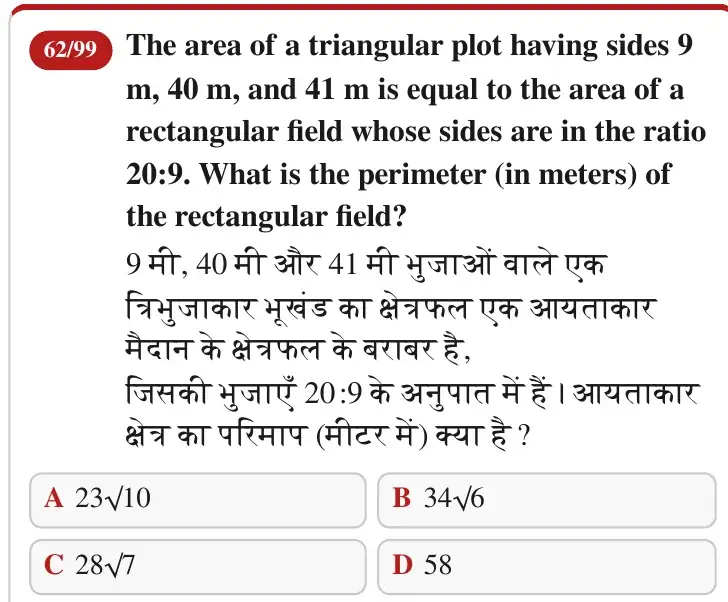 62/99 The area of a triangular plot having sides 9
m, 40 m, and 41 m is equal to the area of a
rectangular field whose sides are in the ratio
20:9. What is the perimeter (in meters) of
the rectangular field?
9 मी, 40 मी और 41 मी भुजाओं वाले एक
त्रिभुजाकार भूखंड का क्षेत्रफल एक आयताकार
मैदान के क्षेत्रफल के बराबर है,
जिसकी भुजाएँ 20:9 के अनुपात में हैं। आयताकार
क्षेत्र का परिमाप (मीटर में) क्या है ?
A 23√10
B 34√6
C 28√7
D 58